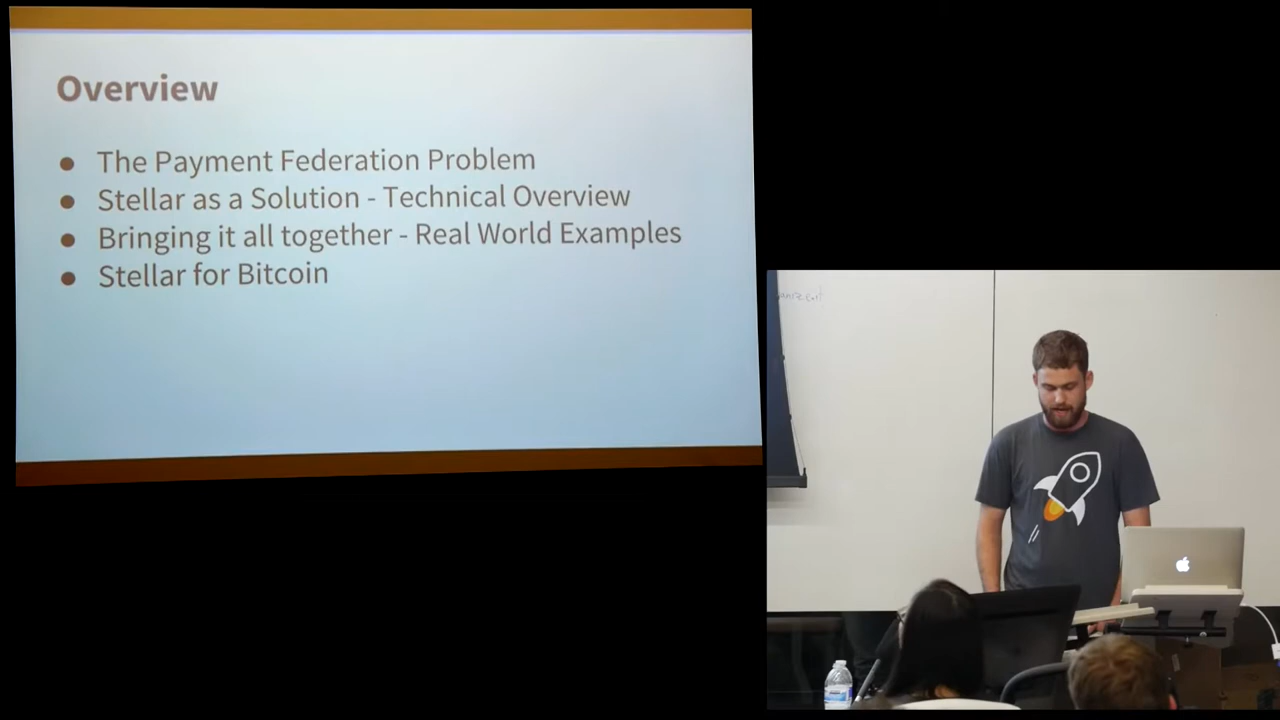 Overview
● The Payment Federation Problem
● Stellar as a Solution - Technical Overview
● Bringing it all together - Real World Examples
● Stellar for Bitcoin